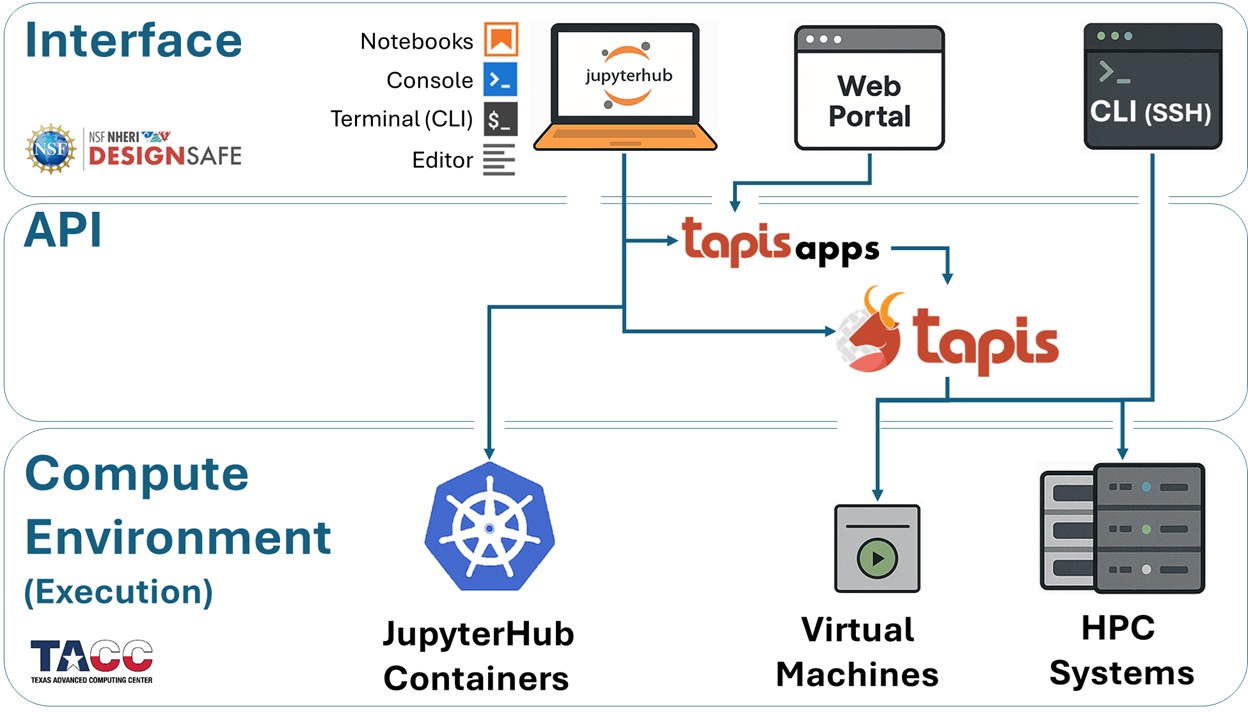 Interface
NSF
NSF NHERI
DESIGNSAFE
Notebooks
Console
>_
Terminal (CLI)
$_
Editor
jupyterhub
Web
Portal
>_
CLI (SSH)
API
tapis apps
tapis
Compute
Environment
(Execution)
TACC
TEXAS ADVANCED COMPUTING CENTER
JupyterHub
Containers
Virtual
Machines
HPC
Systems